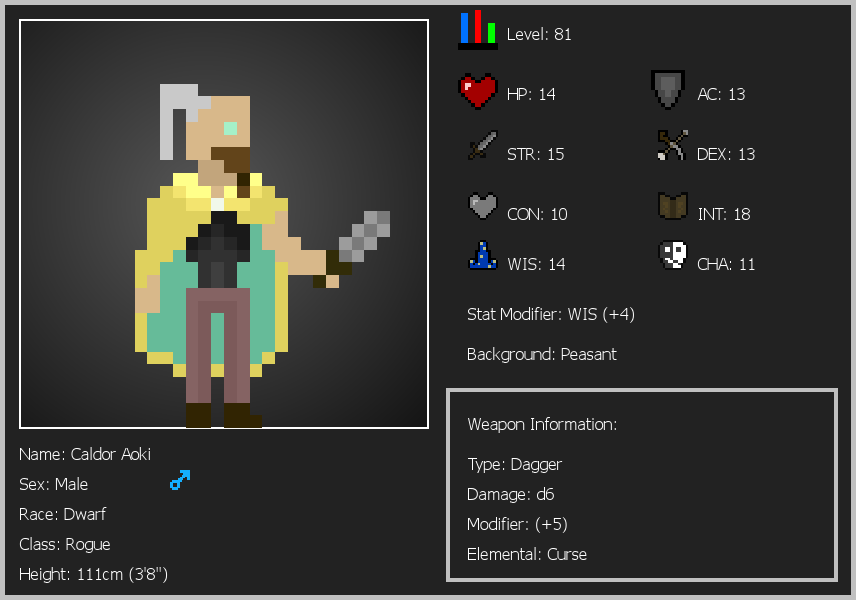 Level: 81
HP: 14
AC: 13
STR: 15
DEX: 13
CON: 10
INT: 18
WIS: 14
CHA: 11
Stat Modifier: WIS (+4)
Background: Peasant
Weapon Information:
Type: Dagger
Damage: d6
Modifier: (+5)
Elemental: Curse
Name: Caldor Aoki
Sex: Male
Race: Dwarf
Class: Rogue
Height: 111cm (3'8")